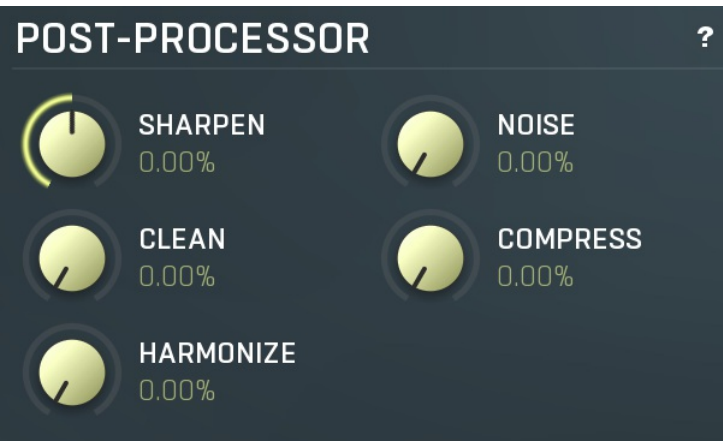 POST-PROCESSOR ?
SHARPEN
0.00%
NOISE
0.00%
CLEAN
0.00%
COMPRESS
0.00%
HARMONIZE
0.00%